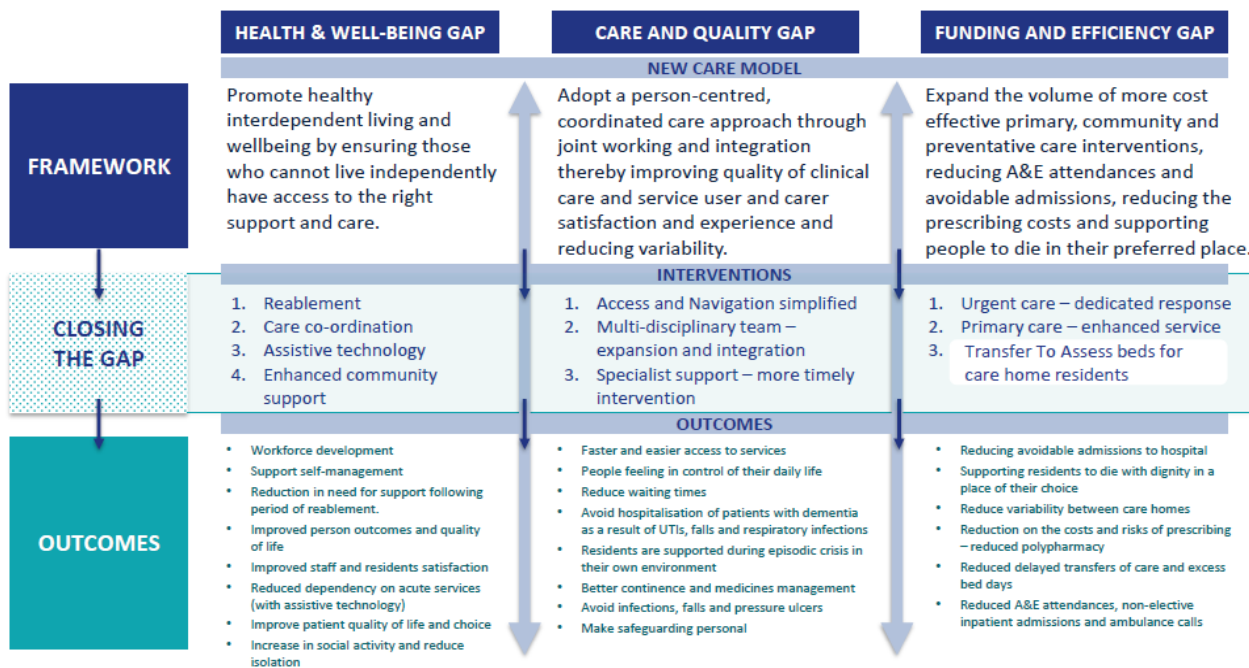 HEALTH & WELL-BEING GAP
CARE AND QUALITY GAP
FUNDING AND EFFICIENCY GAP
NEW CARE MODEL
FRAMEWORK
Promote healthy
interdependent living and
wellbeing by ensuring those
who cannot live independently
have access to the right
support and care.
Adopt a person-centred,
coordinated care approach through
joint working and integration
thereby improving quality of clinical
care and service user and carer
satisfaction and experience and
reducing variability.
Expand the volume of more cost
effective primary, community and
preventative care interventions,
reducing A&E attendances and
avoidable admissions, reducing the
prescribing costs and supporting
people to die in their preferred place.
INTERVENTIONS
CLOSING
THE GAP
1. Reablement
2. Care co-ordination
3. Assistive technology
4. Enhanced community
support
1. Access and Navigation simplified
2. Multi-disciplinary team –
expansion and integration
3. Specialist support – more timely
intervention
1. Urgent care – dedicated response
2. Primary care – enhanced service
3. Transfer To Assess beds for
care home residents
OUTCOMES
OUTCOMES
• Workforce development
• Support self-management
• Reduction in need for support following
period of reablement.
• Improved person outcomes and quality
of life
• Improved staff and residents satisfaction
• Reduced dependency on acute services
(with assistive technology)
• Improve patient quality of life and choice
• Increase in social activity and reduce
isolation
• Faster and easier access to services
• People feeling in control of their daily life
• Reduce waiting times
• Avoid hospitalisation of patients with dementia
as a result of UTIs, falls and respiratory infections
• Residents are supported during episodic crisis in
their own environment
• Better continence and medicines management
• Avoid infections, falls and pressure ulcers
• Make safeguarding personal
• Reducing avoidable admissions to hospital
• Supporting residents to die with dignity in a
place of their choice
• Reduce variability between care homes
• Reduction on the costs and risks of prescribing
– reduced polypharmacy
• Reduced delayed transfers of care and excess
bed days
• Reduced A&E attendances, non-elective
inpatient admissions and ambulance calls